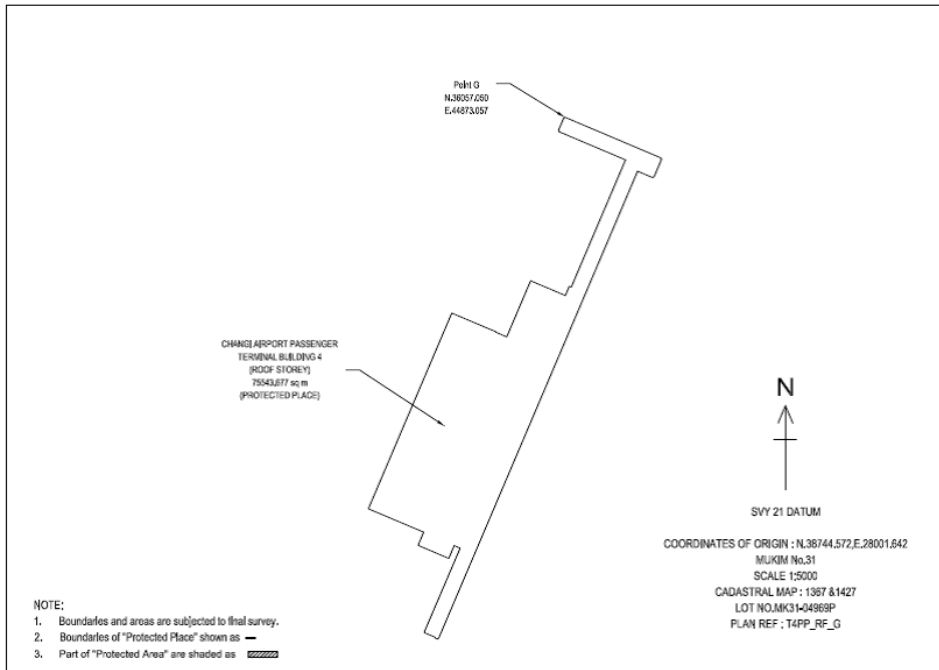 Point G
N.36057.050
E.44873.057
CHANGI AIRPORT PASSENGER
TERMINAL BUILDING 4
(ROOF STOREY)
75543.677 sq m
(PROTECTED PLACE)
N
SVY 21 DATUM
COORDINATES OF ORIGIN : N.38744.572,E.28001.642
MUKIM No.31
SCALE 1:5000
CADASTRAL MAP : 1367 &1427
LOT NO.MK31-04969P
PLAN REF : T4PP_RF_G
NOTE:
1. Boundaries and areas are subjected to final survey.
2. Boundaries of "Protected Place" shown as
3. Part of "Protected Area" are shaded as